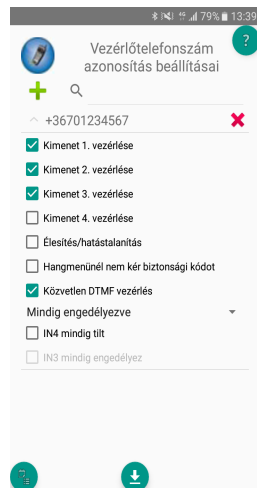 4G 79% 13:39
Vezérlőtelefonszám
azonosítás beállításai
?
+36701234567
Kimenet 1. vezérlése
Kimenet 2. vezérlése
Kimenet 3. vezérlése
Kimenet 4. vezérlése
Élesítés/hatástalanítás
Hangmenünél nem kér biztonsági kódot
Közvetlen DTMF vezérlés
Mindig engedélyezve
IN4 mindig tilt
IN3 mindig engedélyez